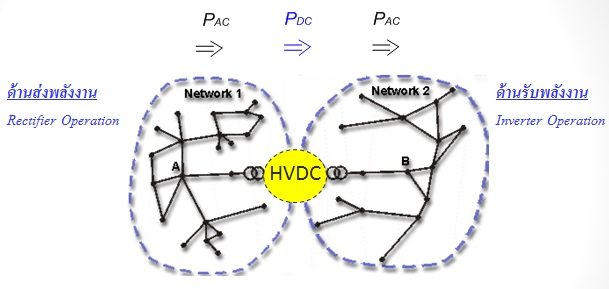 PAC PDC PAC
⇒ ⇒ ⇒
ด้านส่งพลังงาน
Rectifier Operation
Network 1
A
HVDC
Network 2
B
ด้านรับพลังงาน
Inverter Operation